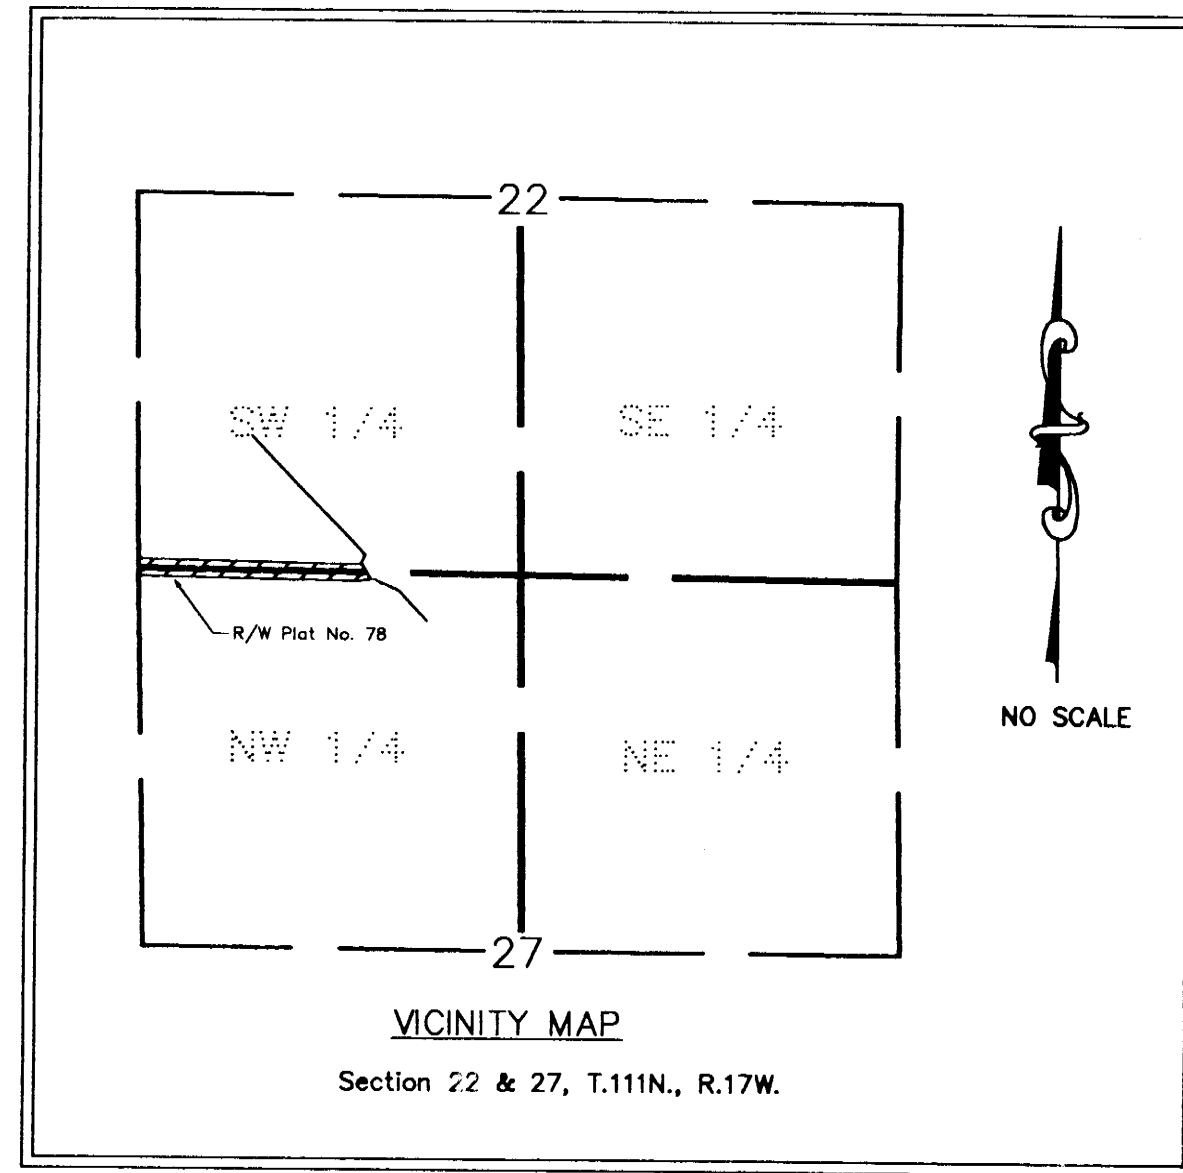 22
SW 1/4 SE 1/4
R/W Plat No. 78
NO SCALE
NW 1/4 NE 1/4
27
VICINITY MAP
Section 22 & 27, T.111N., R.17W.